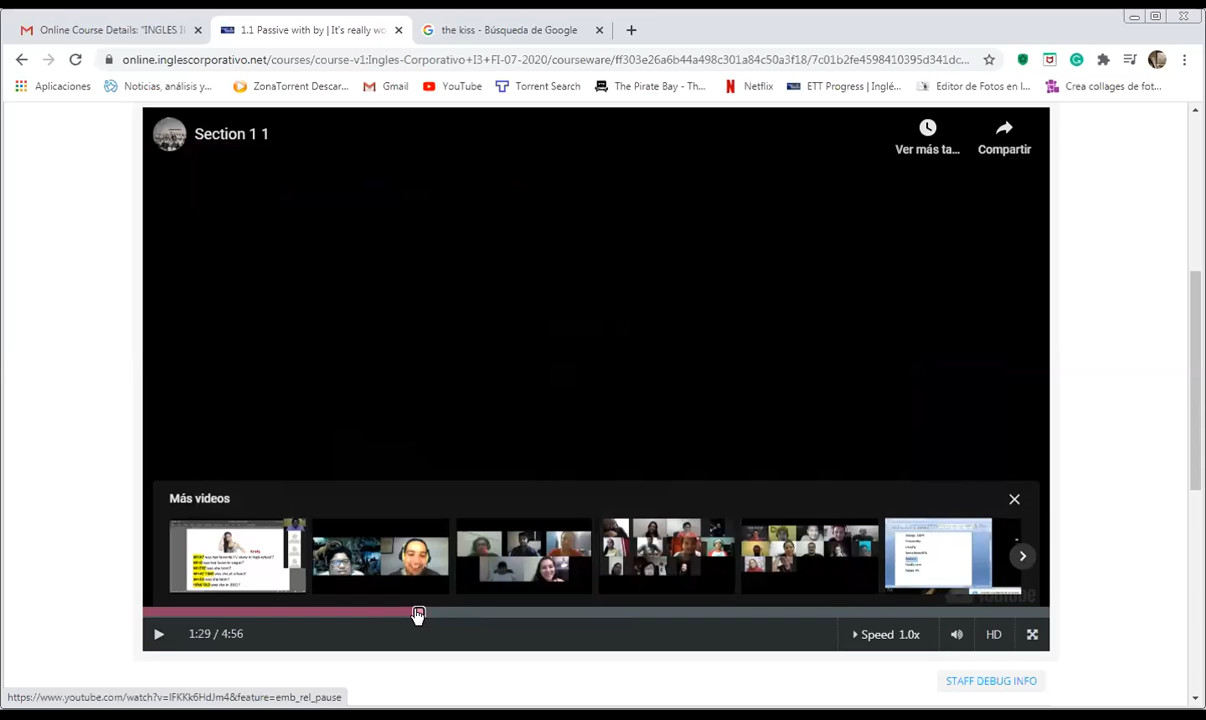 Online Course Details: "INGLES I
1.1 Passive with by | It's really wo
the kiss - Búsqueda de Google
online.inglescorporativo.net/courses/course-v1:Ingles-Corporativo+I3+FI-07-2020/courseware/ff303e26a6b44a498c301a84c50a3f18/7c01b2fe4598410395d341dc...
Aplicaciones
Noticias, análisis y...
ZonaTorrent Descar...
Gmail
YouTube
Torrent Search
The Pirate Bay - Th...
Netflix
ETT Progress | Inglé...
Editor de Fotos en l...
Crea collages de fot...
Section 1 1
Ver más ta...
Compartir
Más videos
1:29 / 4:56
Speed 1.0x
HD
STAFF DEBUG INFO
https://www.youtube.com/watch?v=lFKKk6HdJm4&feature=emb_rel_pause